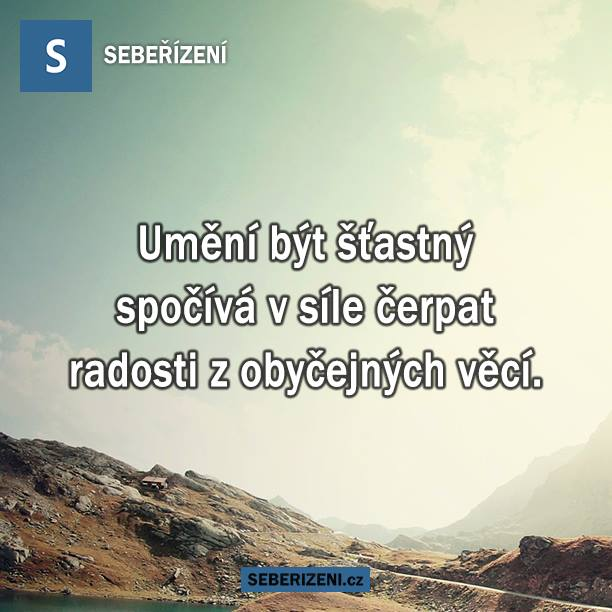 S
SEBEŘÍZENÍ
Umění být šťastný
spočívá v síle čerpat
radosti z obyčejných věcí.
SEBERIZENI.cz